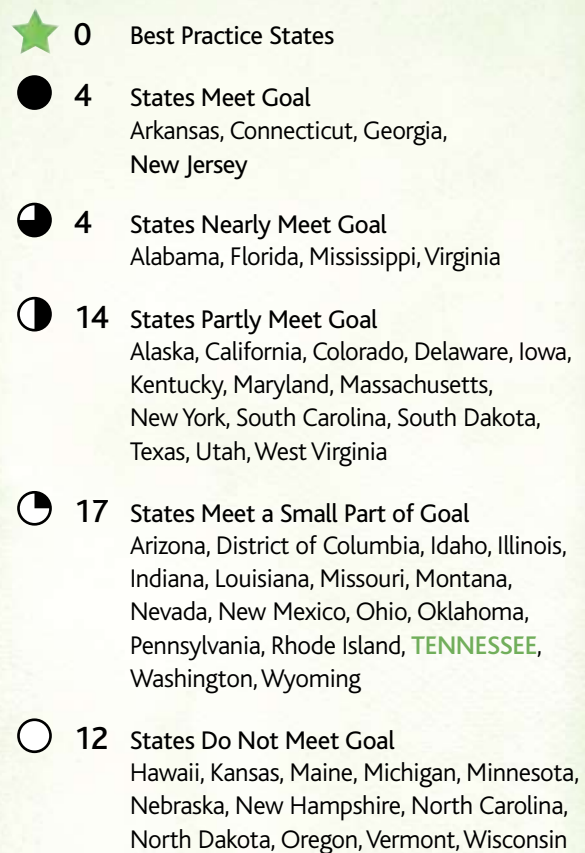 0 Best Practice States
4 States Meet Goal
Arkansas, Connecticut, Georgia,
New Jersey
4 States Nearly Meet Goal
Alabama, Florida, Mississippi, Virginia
14 States Partly Meet Goal
Alaska, California, Colorado, Delaware, Iowa,
Kentucky, Maryland, Massachusetts,
New York, South Carolina, South Dakota,
Texas, Utah, West Virginia
17 States Meet a Small Part of Goal
Arizona, District of Columbia, Idaho, Illinois,
Indiana, Louisiana, Missouri, Montana,
Nevada, New Mexico, Ohio, Oklahoma,
Pennsylvania, Rhode Island, TENNESSEE,
Washington, Wyoming
12 States Do Not Meet Goal
Hawaii, Kansas, Maine, Michigan, Minnesota,
Nebraska, New Hampshire, North Carolina,
North Dakota, Oregon, Vermont, Wisconsin